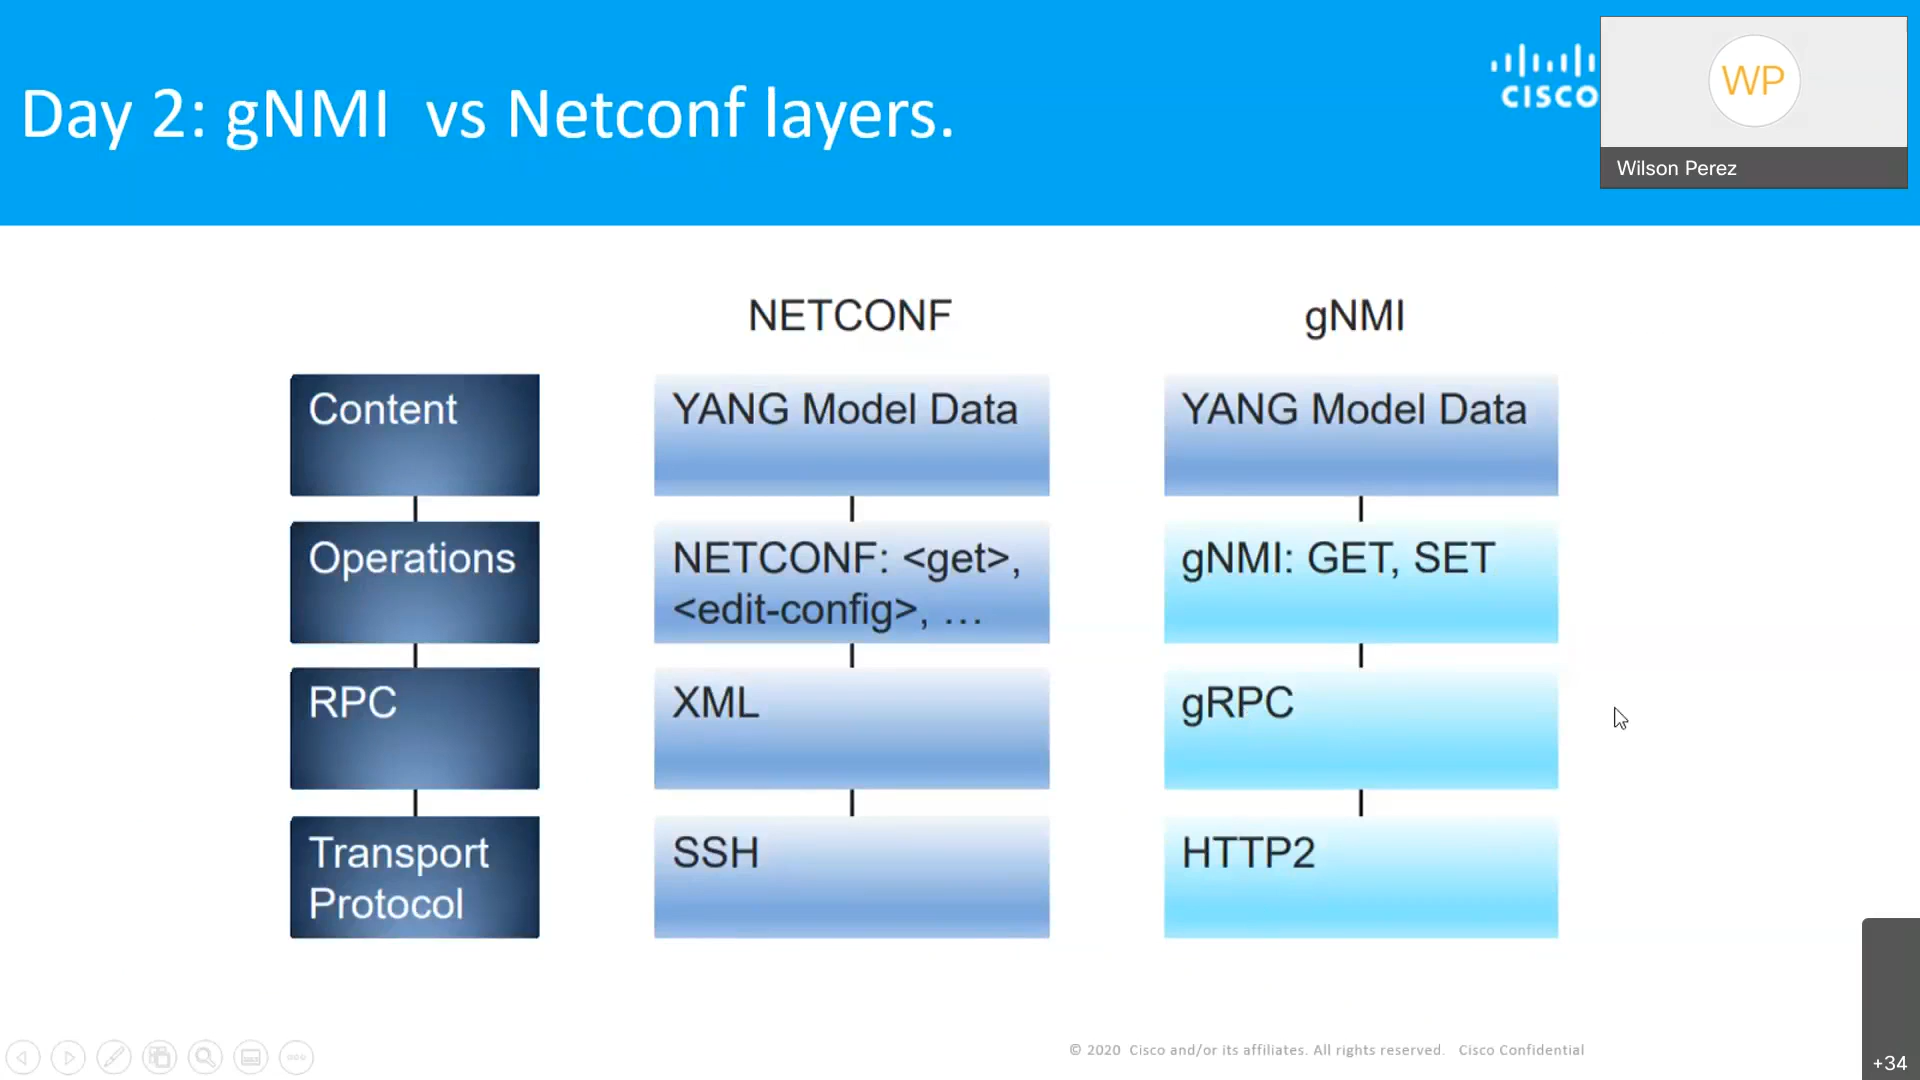 Day 2: gNMI  vs Netconf layers.
CISCO
WP
Wilson Perez
NETCONF
gNMI
Content
YANG Model Data
YANG Model Data
Operations
NETCONF: <get>,
<edit-config>, ...
gNMI: GET, SET
RPC
XML
gRPC
Transport
Protocol
SSH
HTTP2
© 2020  Cisco and/or its affiliates. All rights reserved.   Cisco Confidential
+34